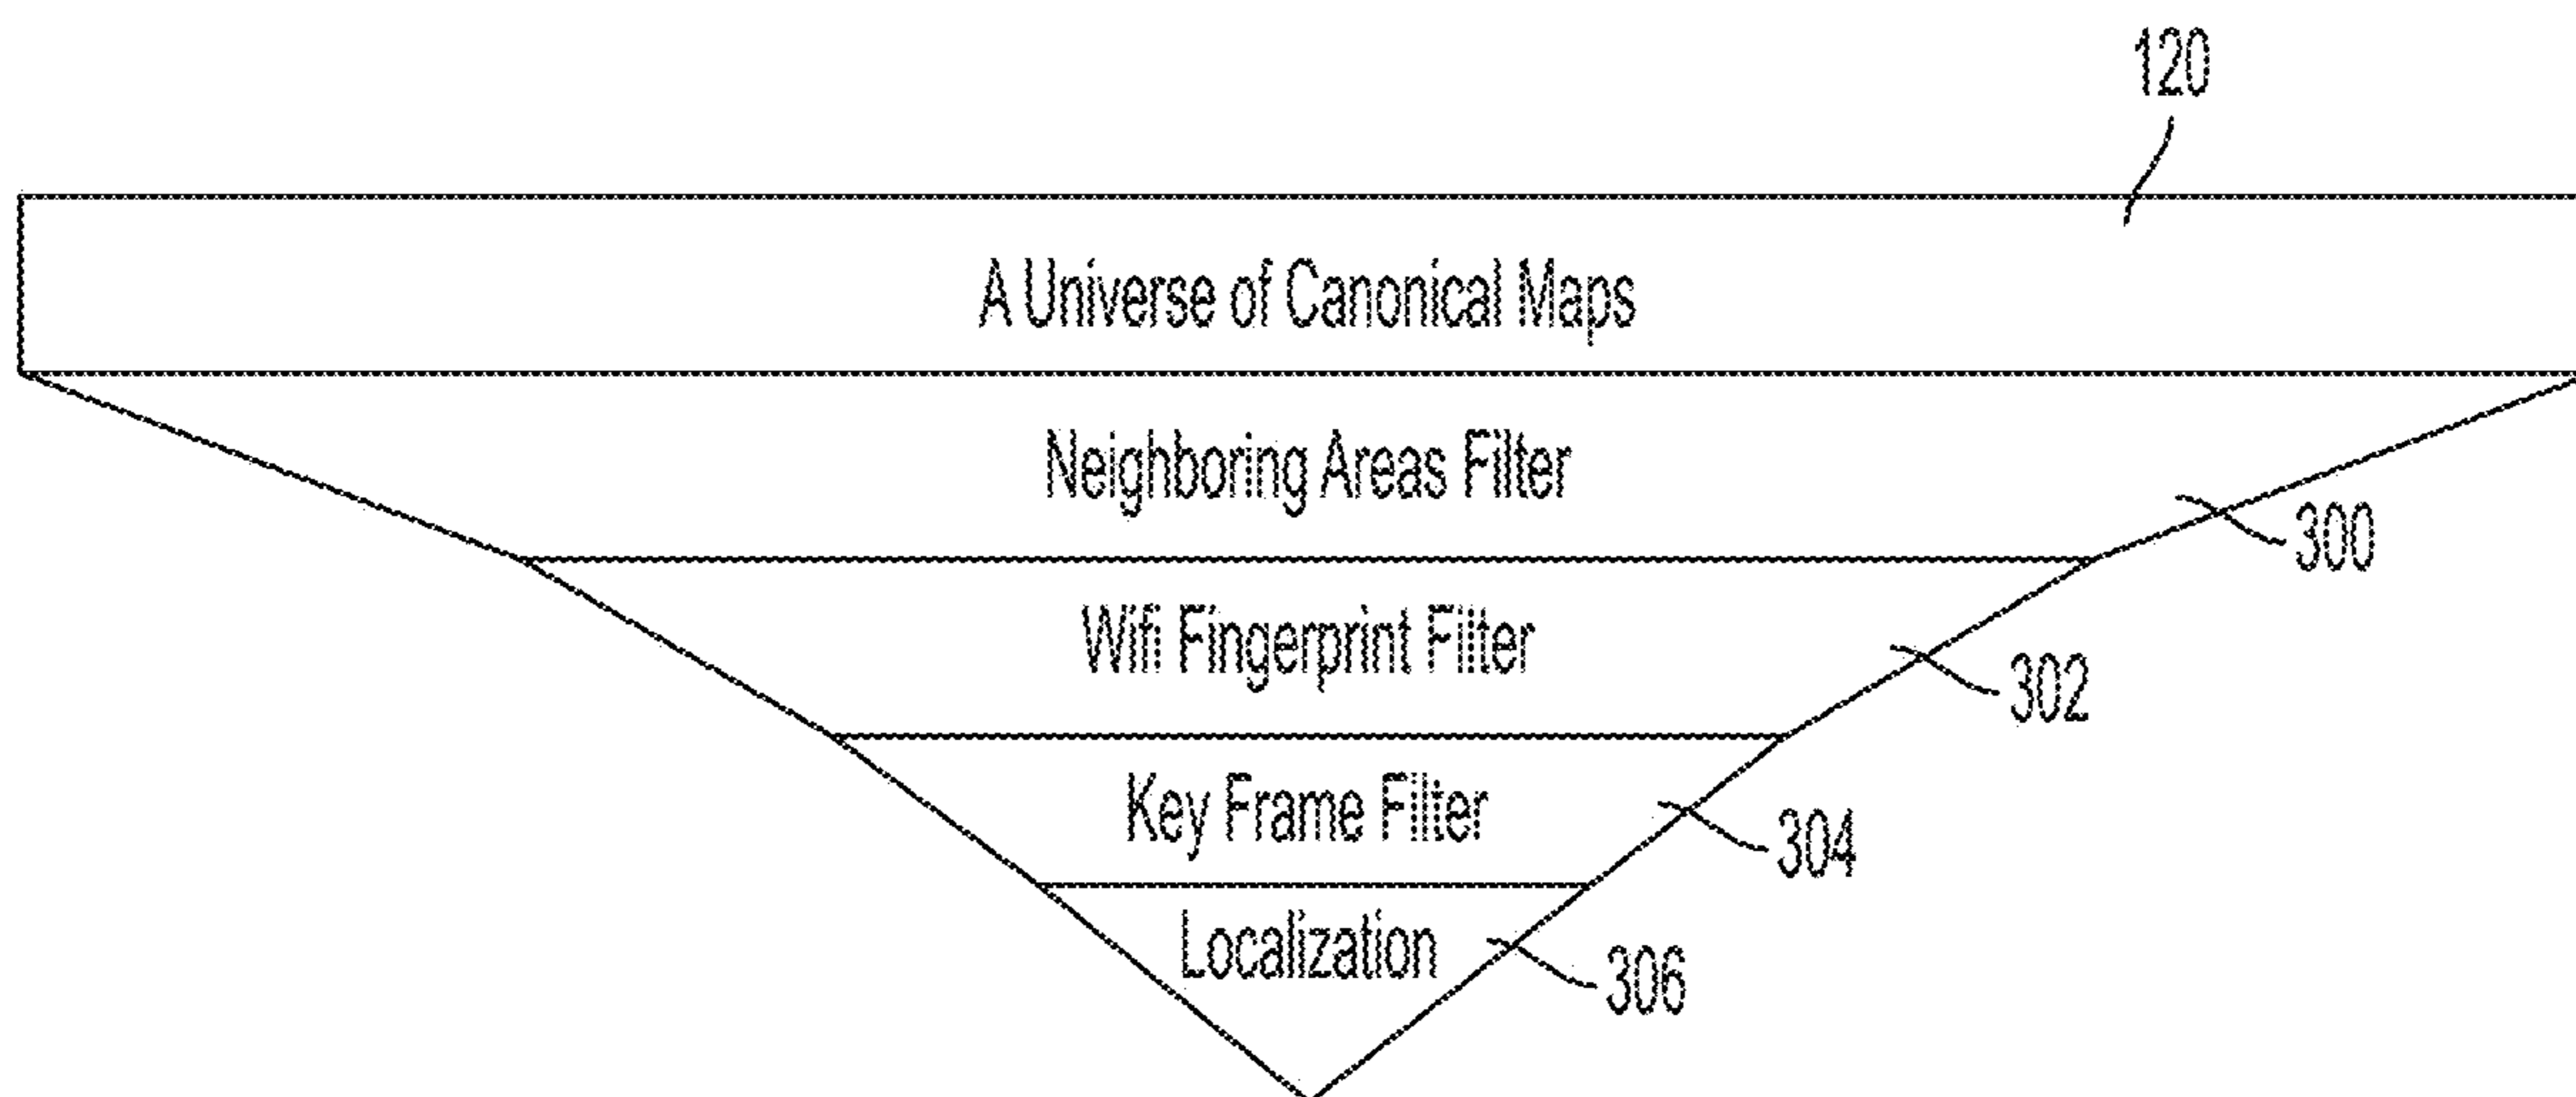 120
A Universe of Canonical Maps
Neighboring Areas Filter
300
Wifi Fingerprint Filter
302
Key Frame Filter
304
Localization
306